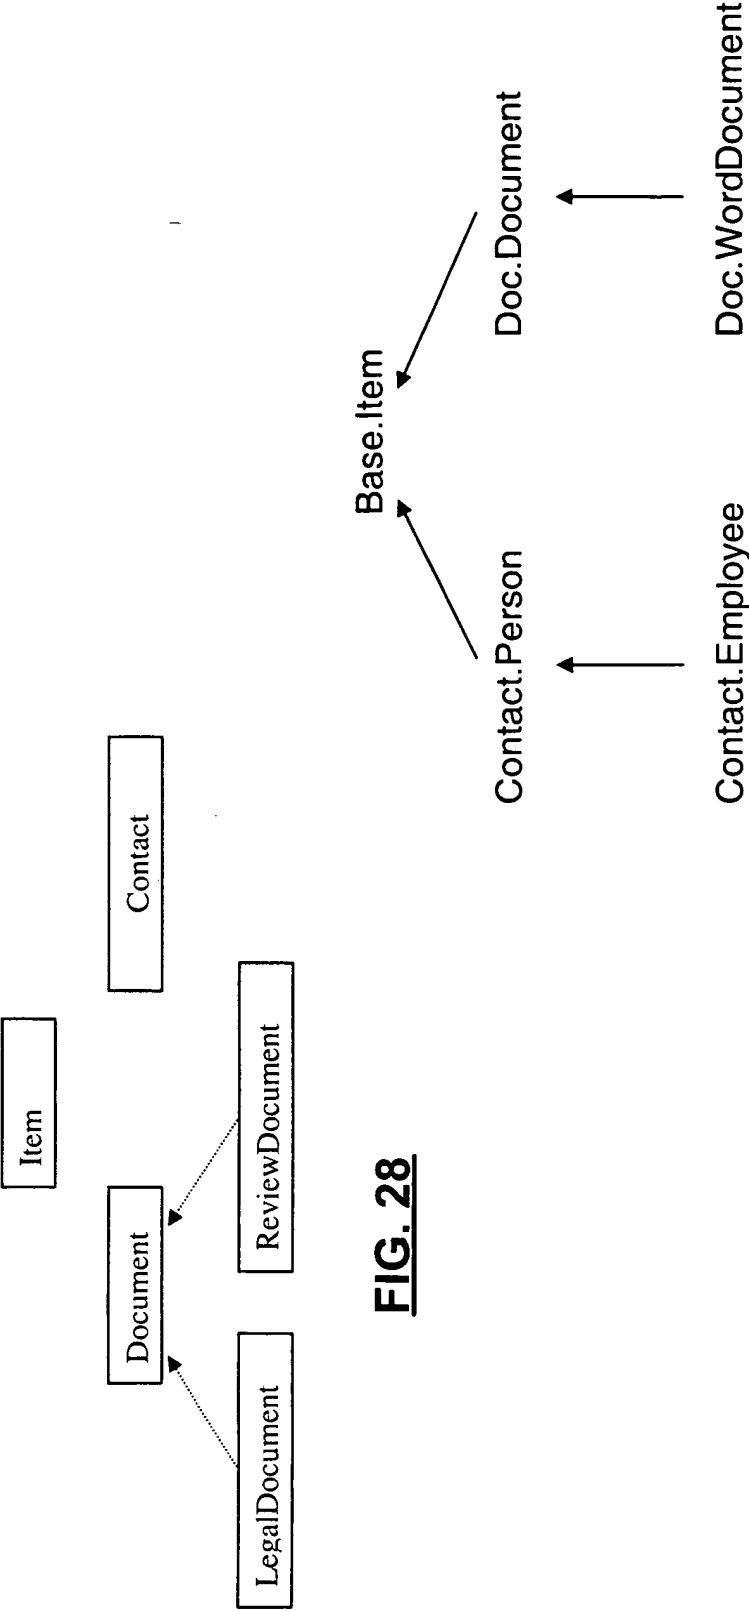 Item
Document
Contact
LegalDocument
ReviewDocument
FIG. 28
Base.Item
Contact.Person
Doc.Document
Contact.Employee
Doc.WordDocument